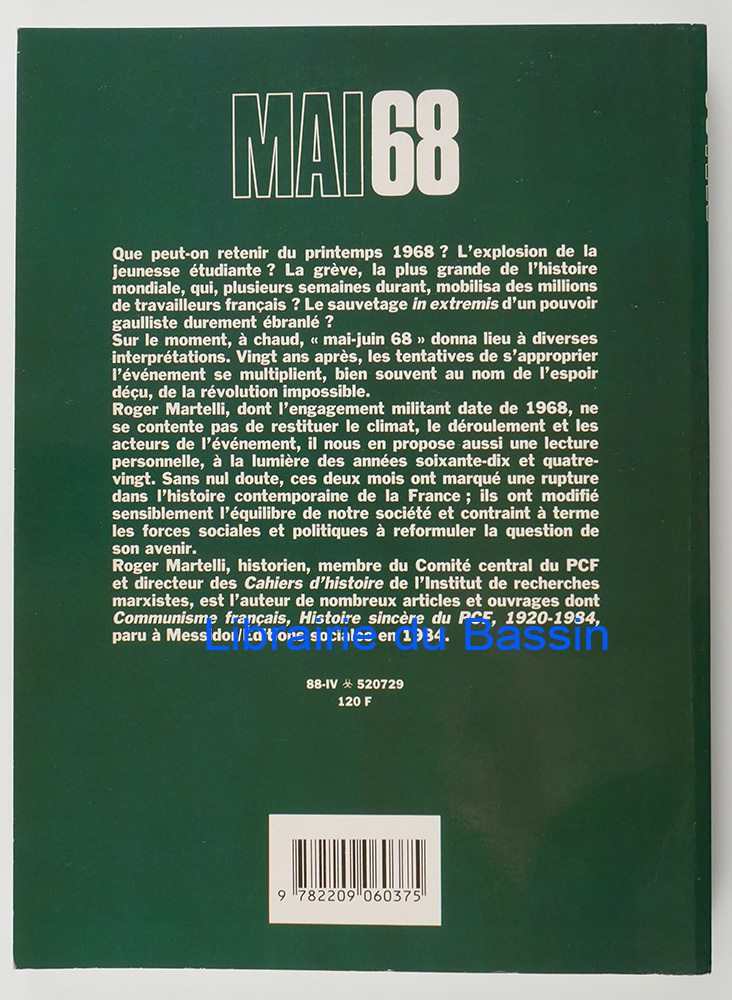 MAI68
Que peut-on retenir du printemps 1968 ? L'explosion de la
jeunesse étudiante ? La grève, la plus grande de l'histoire
mondiale, qui, plusieurs semaines durant, mobilisa des millions
de travailleurs français ? Le sauvetage in extremis d'un pouvoir
gaulliste durement ébranlé ?
Sur le moment, à chaud, « mai-juin 68 » donna lieu à diverses
interprétations. Vingt ans après, les tentatives de s'approprier
l'événement se multiplient, bien souvent au nom de l'espoir
déçu, de la révolution impossible.
Roger Martelli, dont l'engagement militant date de 1968, ne
se contente pas de restituer le climat, le déroulement et les
acteurs de l'événement, il nous en propose aussi une lecture
personnelle, à la lumière des années soixante-dix et quatre-
vingt. Sans nul doute, ces deux mois ont marqué une rupture
dans l'histoire contemporaine de la France ; ils ont modifié
sensiblement l'équilibre de notre société et contraint à terme
les forces sociales et politiques à reformuler la question de
son avenir.
Roger Martelli, historien, membre du Comité central du PCF
et directeur des Cahiers d'histoire de l'Institut de recherches
marxistes, est l'auteur de nombreux articles et ouvrages dont
Communisme français, Histoire sincère du PCF, 1920-1984,
paru à Messidor/Éditions sociales en 1984.
Librairie du Bassin
88-IV 520729
120 F
9 782209 060375